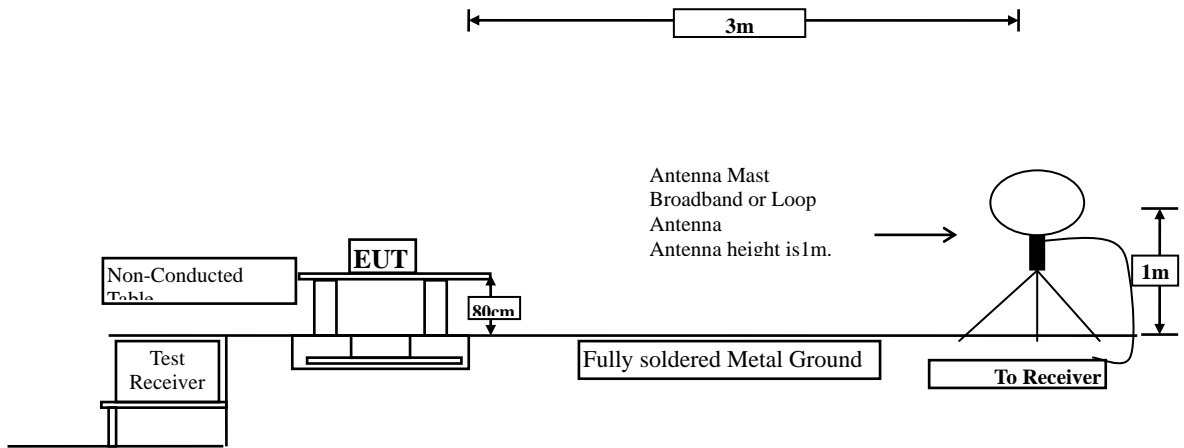 3m
Antenna Mast
Broadband or Loop
Antenna
Antenna height is1m.
EUT
Non-Conducted
Table
80cm
1m
Test
Receiver
Fully soldered Metal Ground
To Receiver